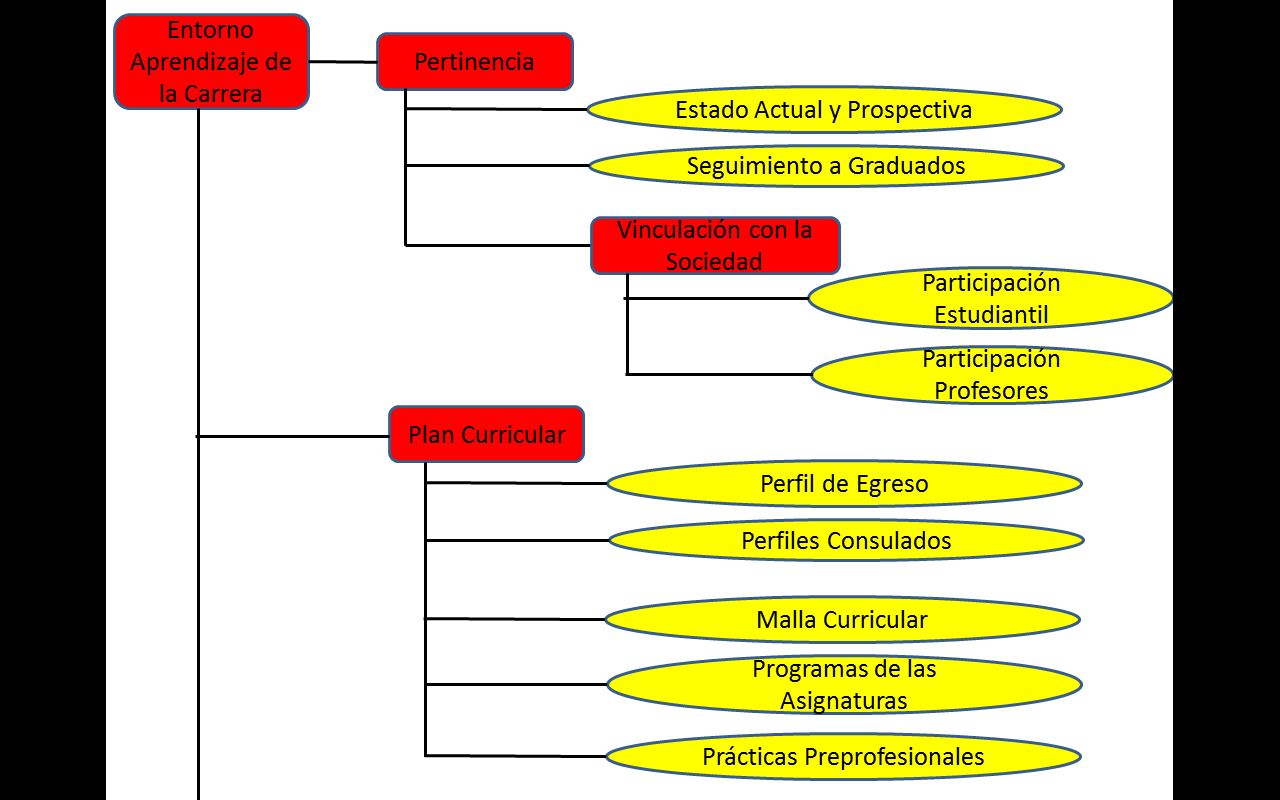 Entorno
Aprendizaje de
la Carrera
Pertinencia
Estado Actual y Prospectiva
Seguimiento a Graduados
Vinculación con la
Sociedad
Participación
Estudiantil
Participación
Profesores
Plan Curricular
Perfil de Egreso
Perfiles Consulados
Malla Curricular
Programas de las
Asignaturas
Prácticas Preprofesionales